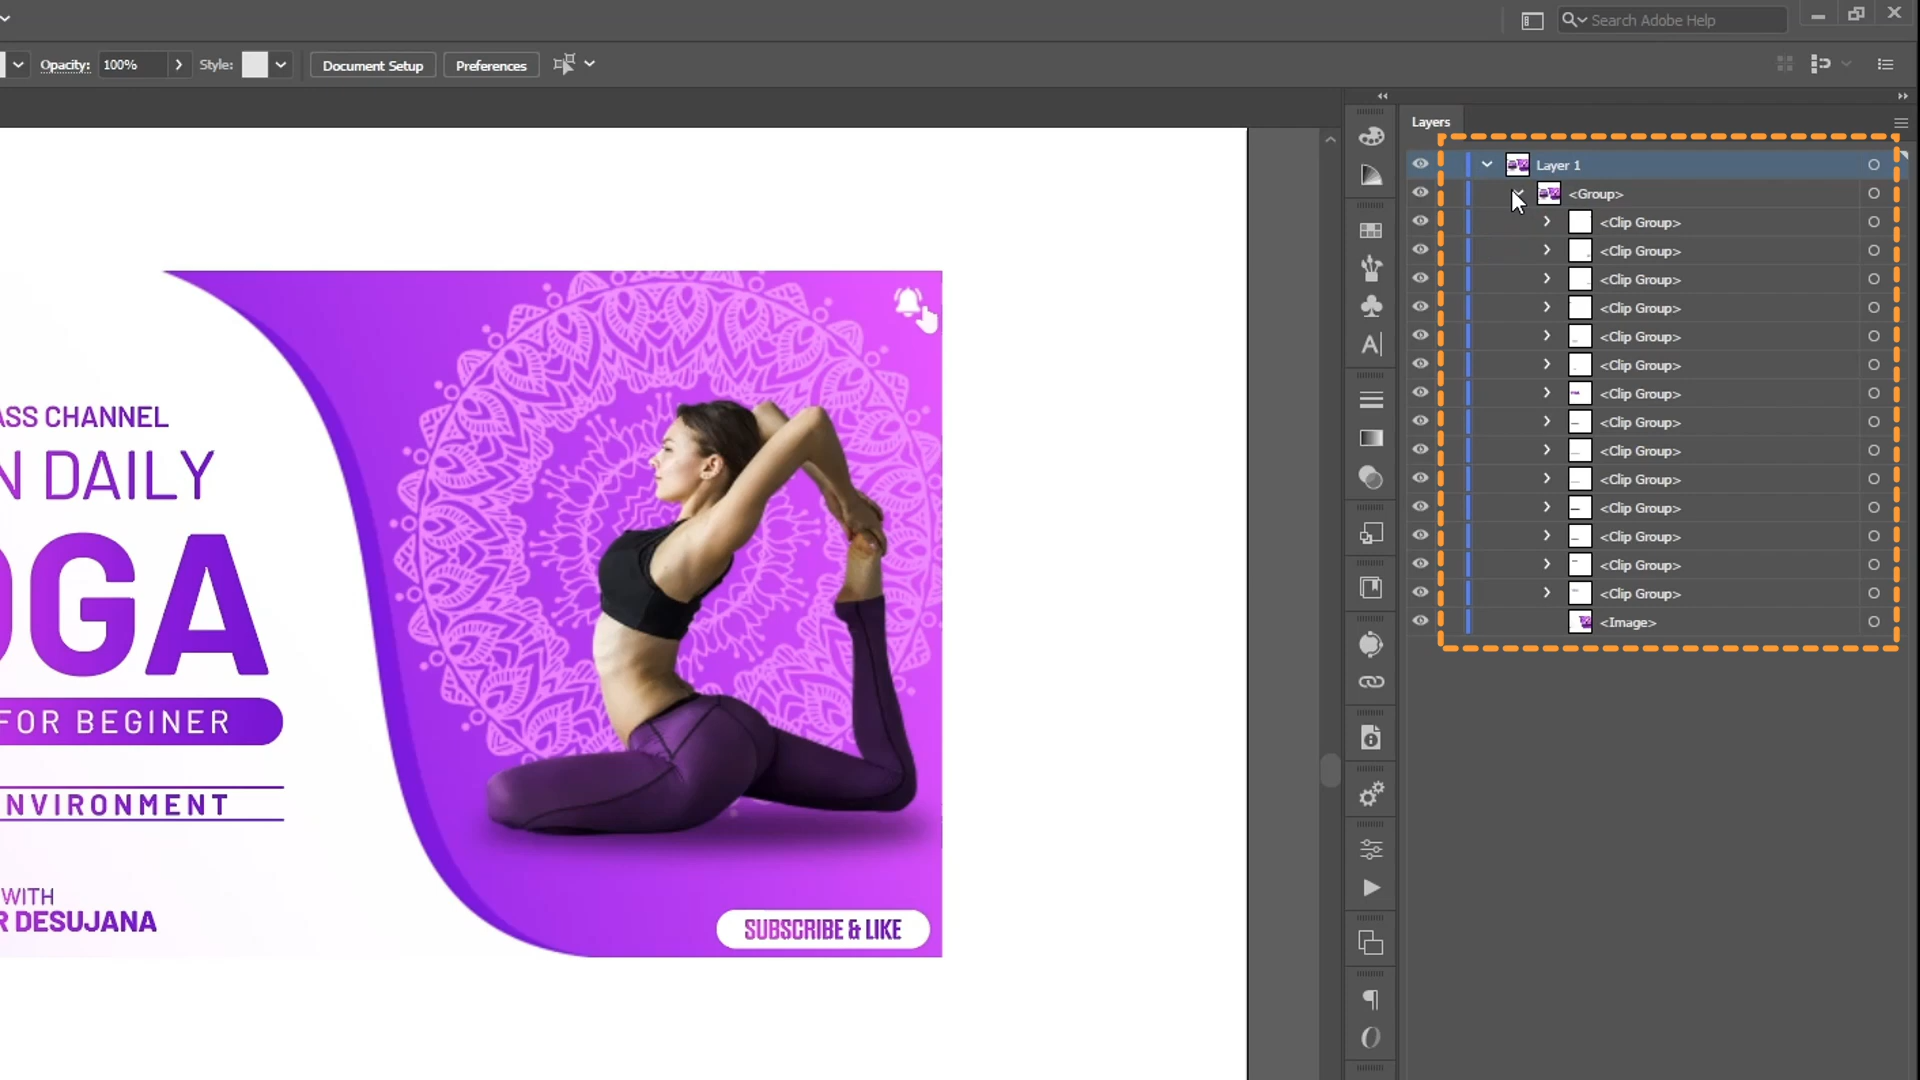 Search Adobe Help
Opacity: 100% Style: Document Setup Preferences
Layers
Layer 1
<Group>
<Clip Group>
<Clip Group>
<Clip Group>
<Clip Group>
<Clip Group>
<Clip Group>
<Clip Group>
<Clip Group>
<Clip Group>
<Clip Group>
<Clip Group>
<Clip Group>
<Clip Group>
<Clip Group>
<Image>
ASS CHANNEL
N DAILY
OGA
FOR BEGINER
NVIRONMENT
WITH
R DESUJANA
SUBSCRIBE & LIKE